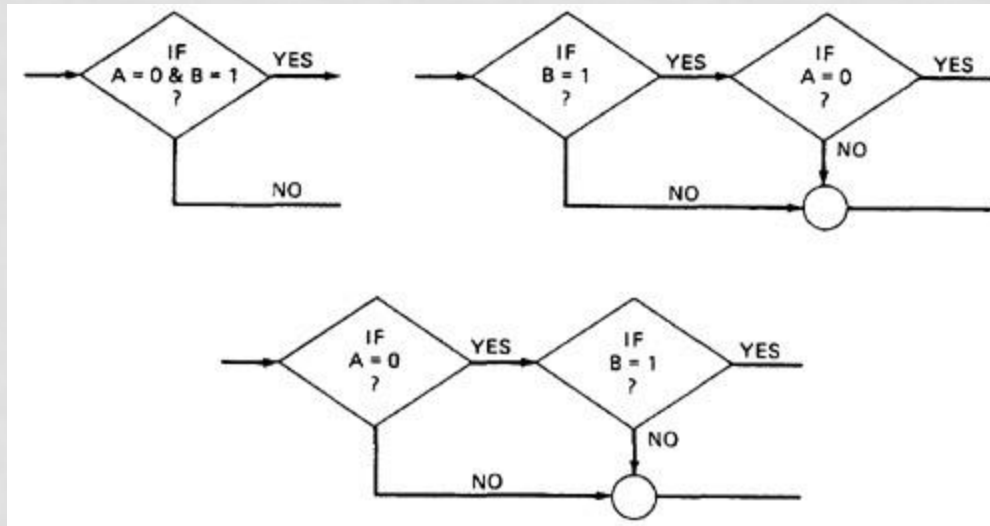 IF
A = 0 & B = 1
?
YES
NO
IF
B = 1
?
YES
IF
A = 0
?
YES
NO
NO
IF
A = 0
?
YES
IF
B = 1
?
YES
NO
NO